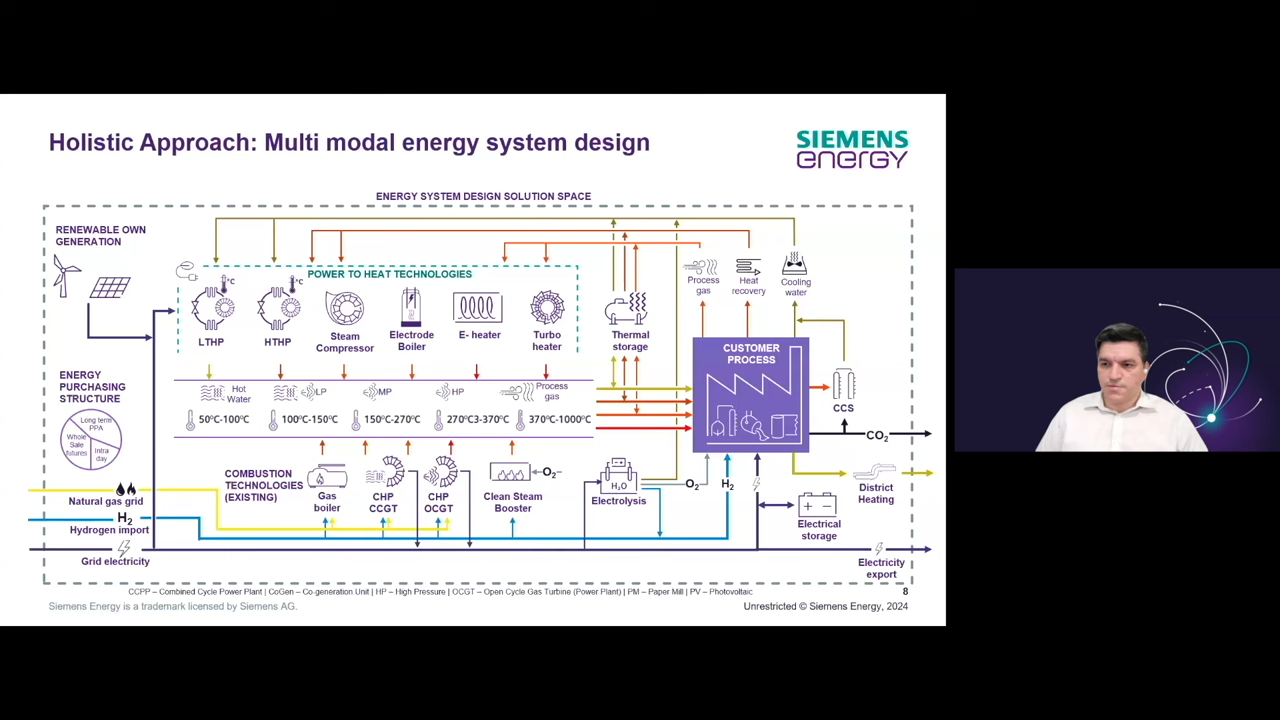 Holistic Approach: Multi modal energy system design
SIEMENS
energy
ENERGY SYSTEM DESIGN SOLUTION SPACE
RENEWABLE OWN
GENERATION
POWER TO HEAT TECHNOLOGIES
°C
°C
LTHP
HTHP
Steam
Compressor
Electrode
Boiler
E- heater
Turbo
heater
Thermal
storage
Process
gas
Heat
recovery
Cooling
water
CUSTOMER
PROCESS
ENERGY
PURCHASING
STRUCTURE
Long term
PPA
Whole
Sale
futures
Intra
day
Hot
Water
LP
MP
HP
Process
gas
50°C-100°C
100°C-150°C
150°C-270°C
270°C3-370°C
370°C-1000°C
CCS
CO2
COMBUSTION
TECHNOLOGIES
(EXISTING)
Gas
boiler
CHP
CCGT
CHP
OCGT
Clean Steam
Booster
O2
H2O
Electrolysis
O2
H2
District
Heating
Electrical
storage
Natural gas grid
H2
Hydrogen import
Grid electricity
Electricity
export
CCPP – Combined Cycle Power Plant | CoGen – Co-generation Unit | HP – High Pressure | OCGT – Open Cycle Gas Turbine (Power Plant) | PM – Paper Mill | PV – Photovoltaic
8
Siemens Energy is a trademark licensed by Siemens AG.
Unrestricted © Siemens Energy, 2024